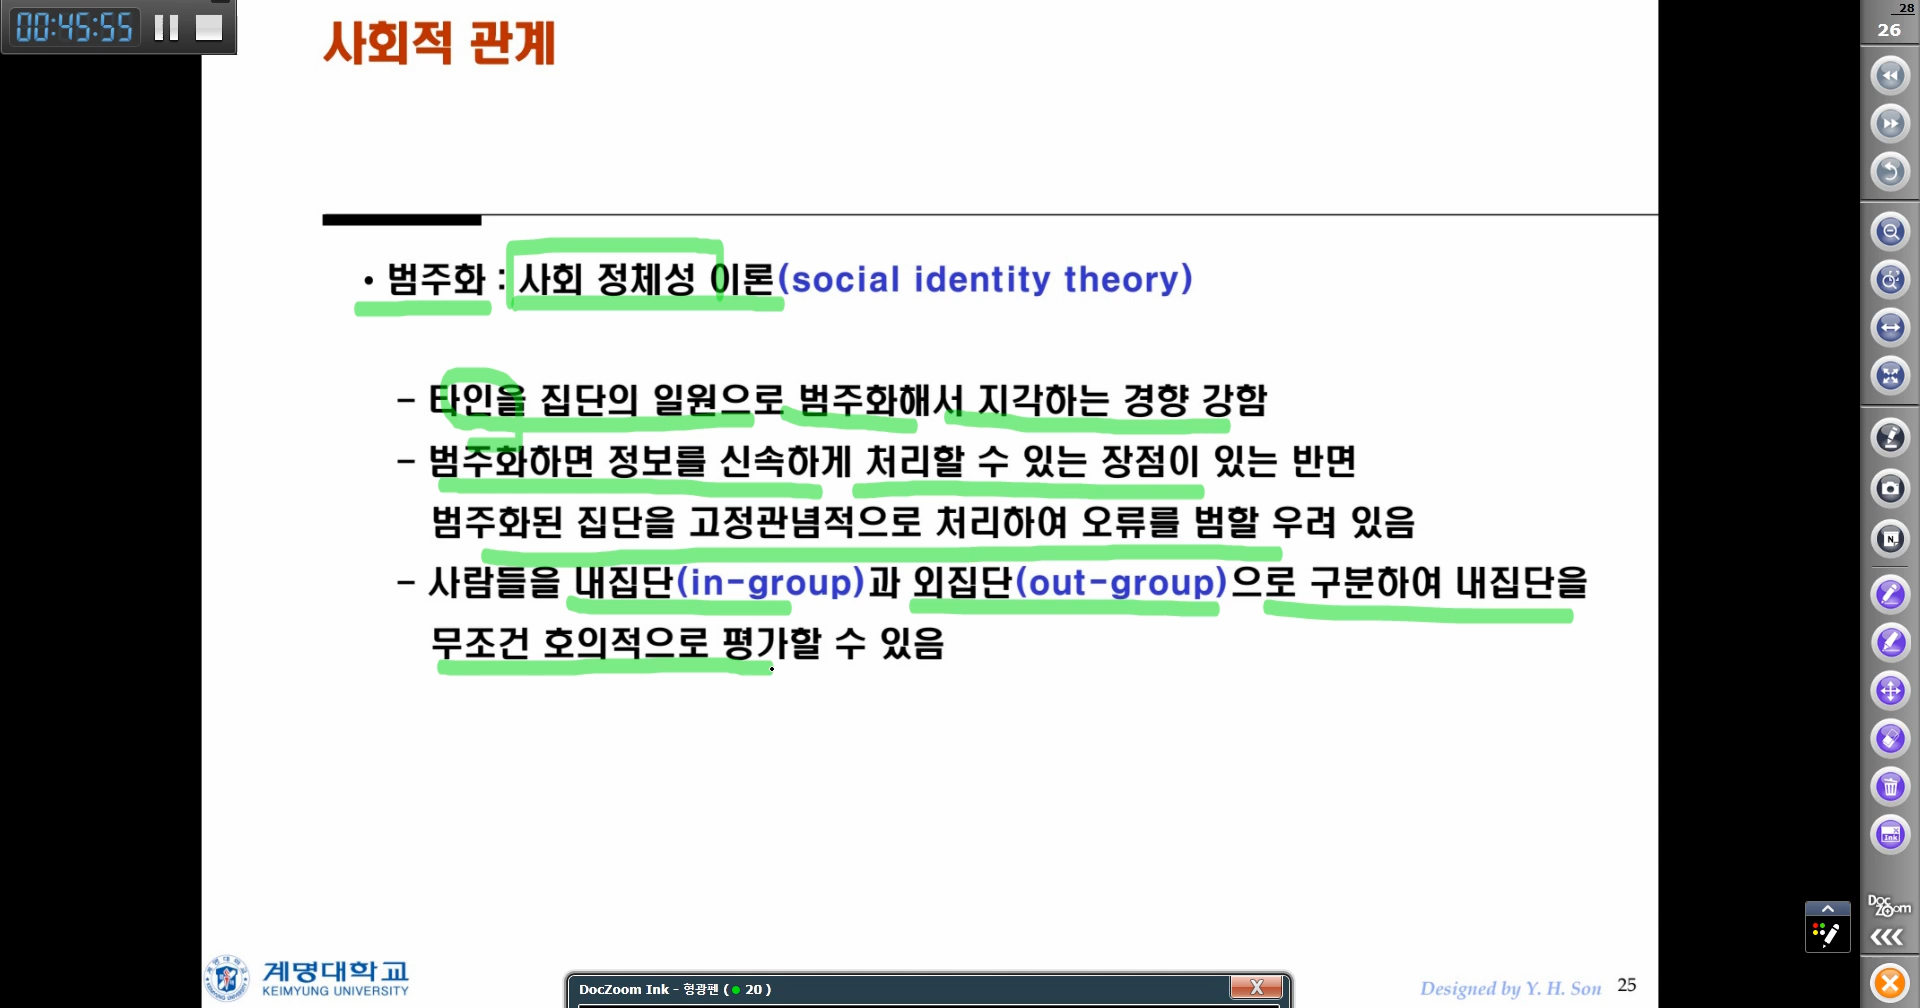 00:45:55
28
26
사회적 관계
• 범주화 : 사회 정체성 이론(social identity theory)
– 타인을 집단의 일원으로 범주화해서 지각하는 경향 강함
– 범주화하면 정보를 신속하게 처리할 수 있는 장점이 있는 반면
범주화된 집단을 고정관념적으로 처리하여 오류를 범할 우려 있음
– 사람들을 내집단(in-group)과 외집단(out-group)으로 구분하여 내집단을
무조건 호의적으로 평가할 수 있음
계명대학교
KEIMYUNG UNIVERSITY
DocZoom Ink - 형광펜 ( ● 20 )
X
Designed by Y. H. Son 25
N
Ink
Doc
Zoom